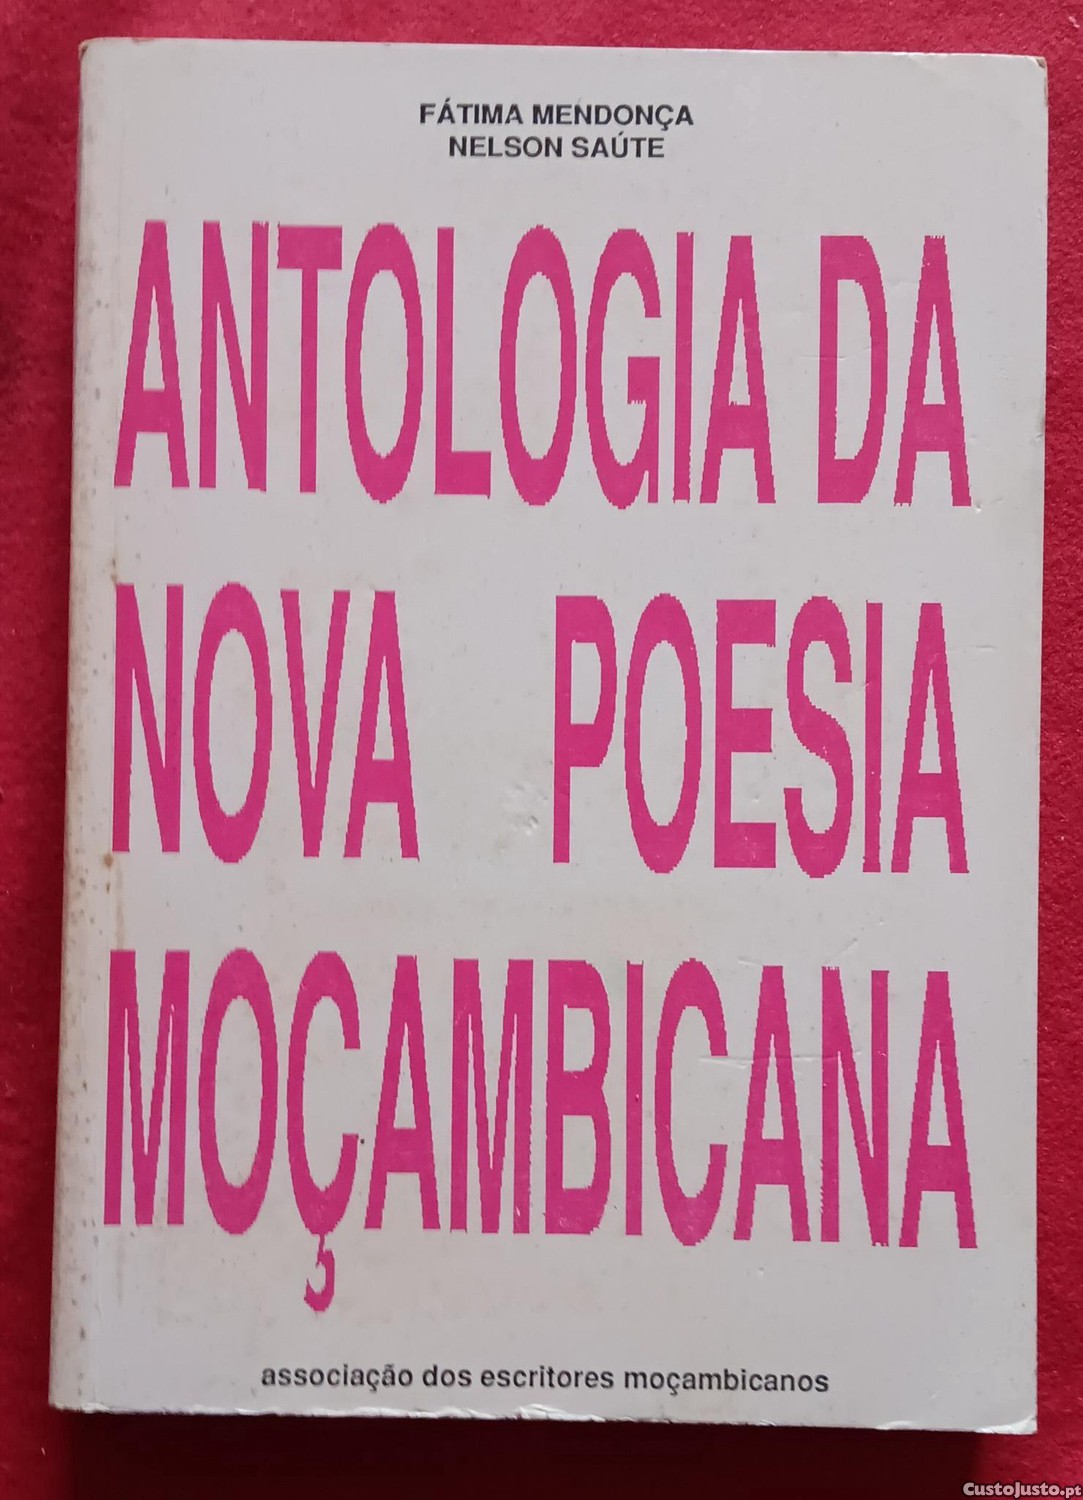 FÁTIMA MENDONÇA
NELSON SAÚTE
ANTOLOGIA DA
NOVA POESIA
MOÇAMBICANA
associação dos escritores moçambicanos
CustoJusto.pt